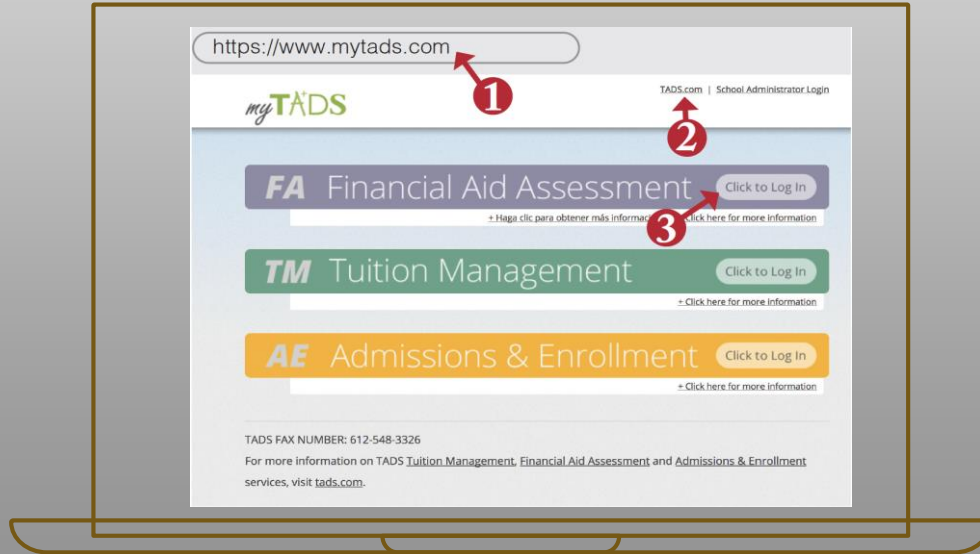 https://www.mytads.com
1
myTADS
TADS.com | School Administrator Login
2
FA Financial Aid Assessment Click to Log In
+ Haga clic para obtener más informac
lick here for more information
3
TM Tuition Management Click to Log In
+ Click here for more information
AE Admissions & Enrollment Click to Log In
+ Click here for more information
TADS FAX NUMBER: 612-548-3326
For more information on TADS Tuition Management, Financial Aid Assessment and Admissions & Enrollment
services, visit tads.com.